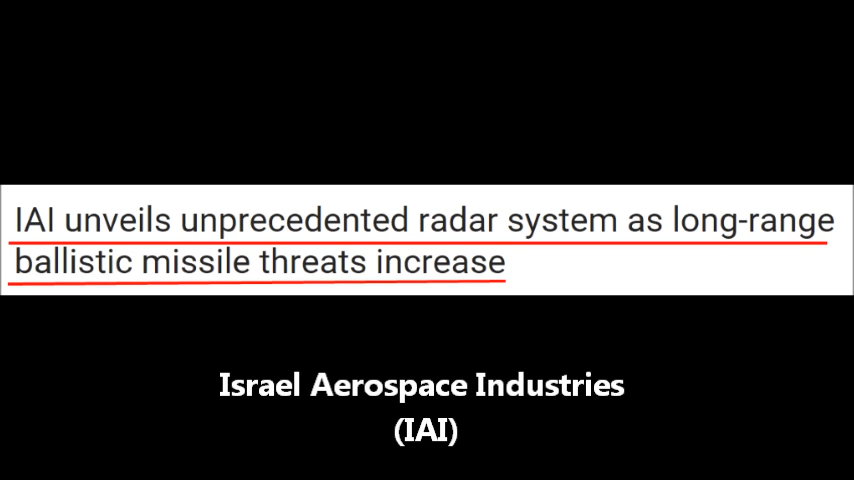 IAI unveils unprecedented radar system as long-range
ballistic missile threats increase
Israel Aerospace Industries
(IAI)